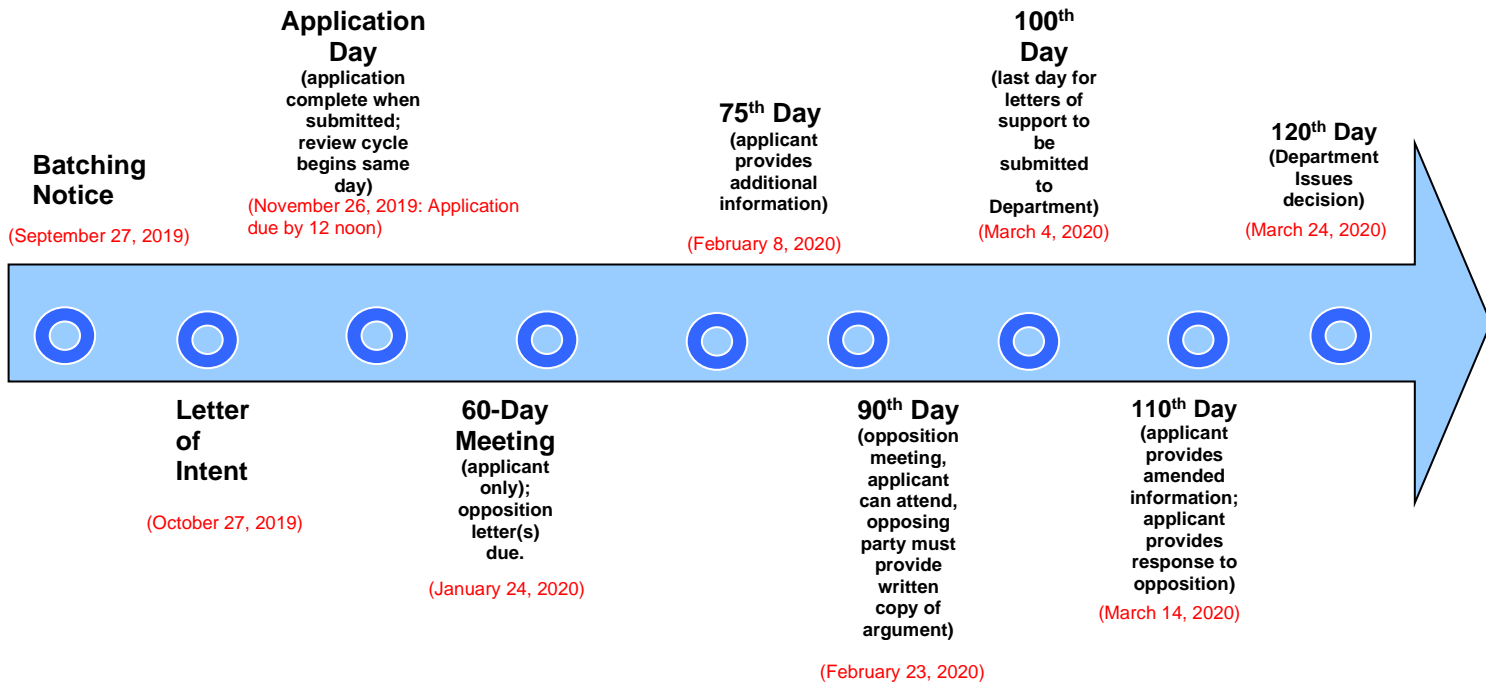 Batching
Notice
(September 27, 2019)
Letter
of
Intent
(October 27, 2019)
Application
Day
(application
complete when
submitted;
review cycle
begins same
day)
(November 26, 2019: Application
due by 12 noon)
60-Day
Meeting
(applicant
only);
opposition
letter(s)
due.
(January 24, 2020)
75th Day
(applicant
provides
additional
information)
(February 8, 2020)
90th Day
(opposition
meeting,
applicant
can attend,
opposing
party must
provide
written
copy of
argument)
(February 23, 2020)
100th
Day
(last day for
letters of
support to
be
submitted
to
Department)
(March 4, 2020)
110th Day
(applicant
provides
amended
information;
applicant
provides
response to
opposition)
(March 14, 2020)
120th Day
(Department
Issues
decision)
(March 24, 2020)